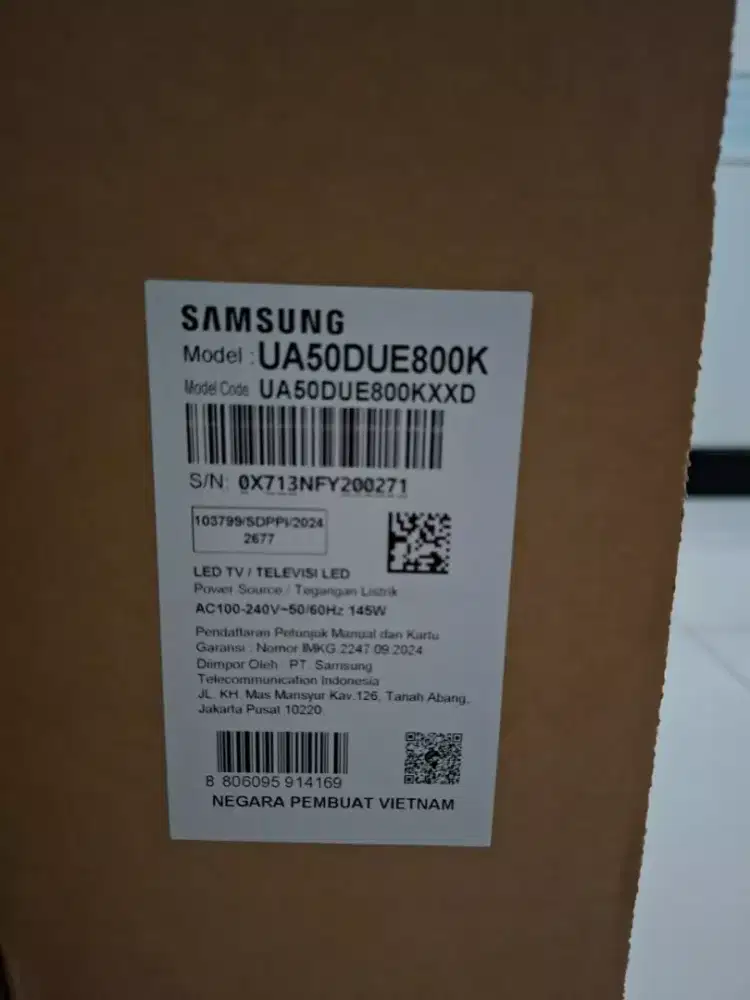 SAMSUNG
Model : UA50DUE800K
Model Code UA50DUE800KXXD
S/N: 0X713NFY200271
103799/SDPPI/2024
2677
LED TV / TELEVISI LED
Power Source / Tegangan Listrik
AC100-240V~50/60Hz 145W
Pendaftaran Petunjuk Manual dan Kartu
Garansi : Nomor IMKG.2247.09.2024
Diimpor Oleh : PT. Samsung
Telecommunication Indonesia
JL. KH. Mas Mansyur Kav.126, Tanah Abang,
Jakarta Pusat 10220
8 806095 914169
NEGARA PEMBUAT VIETNAM